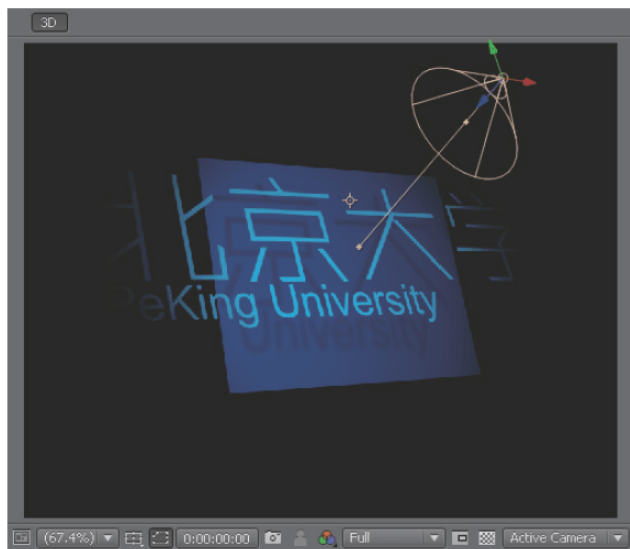 3D
北京大学
PeKing University
(67.4%) 0:00:00:00 Full Active Camera